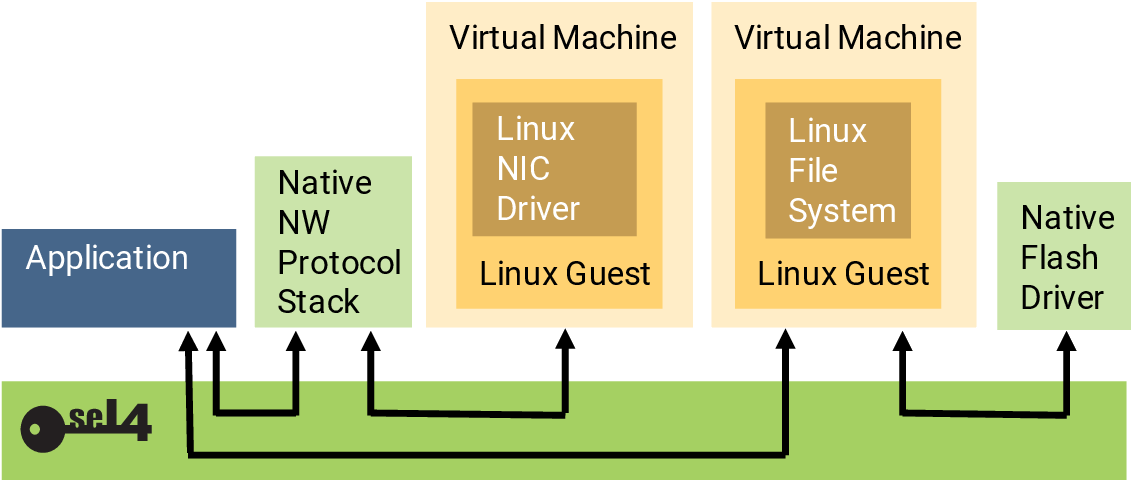 Virtual Machine
Linux
NIC
Driver
Linux Guest
Virtual Machine
Linux
File
System
Linux Guest
Application
Native
NW
Protocol
Stack
Native
Flash
Driver
seL4